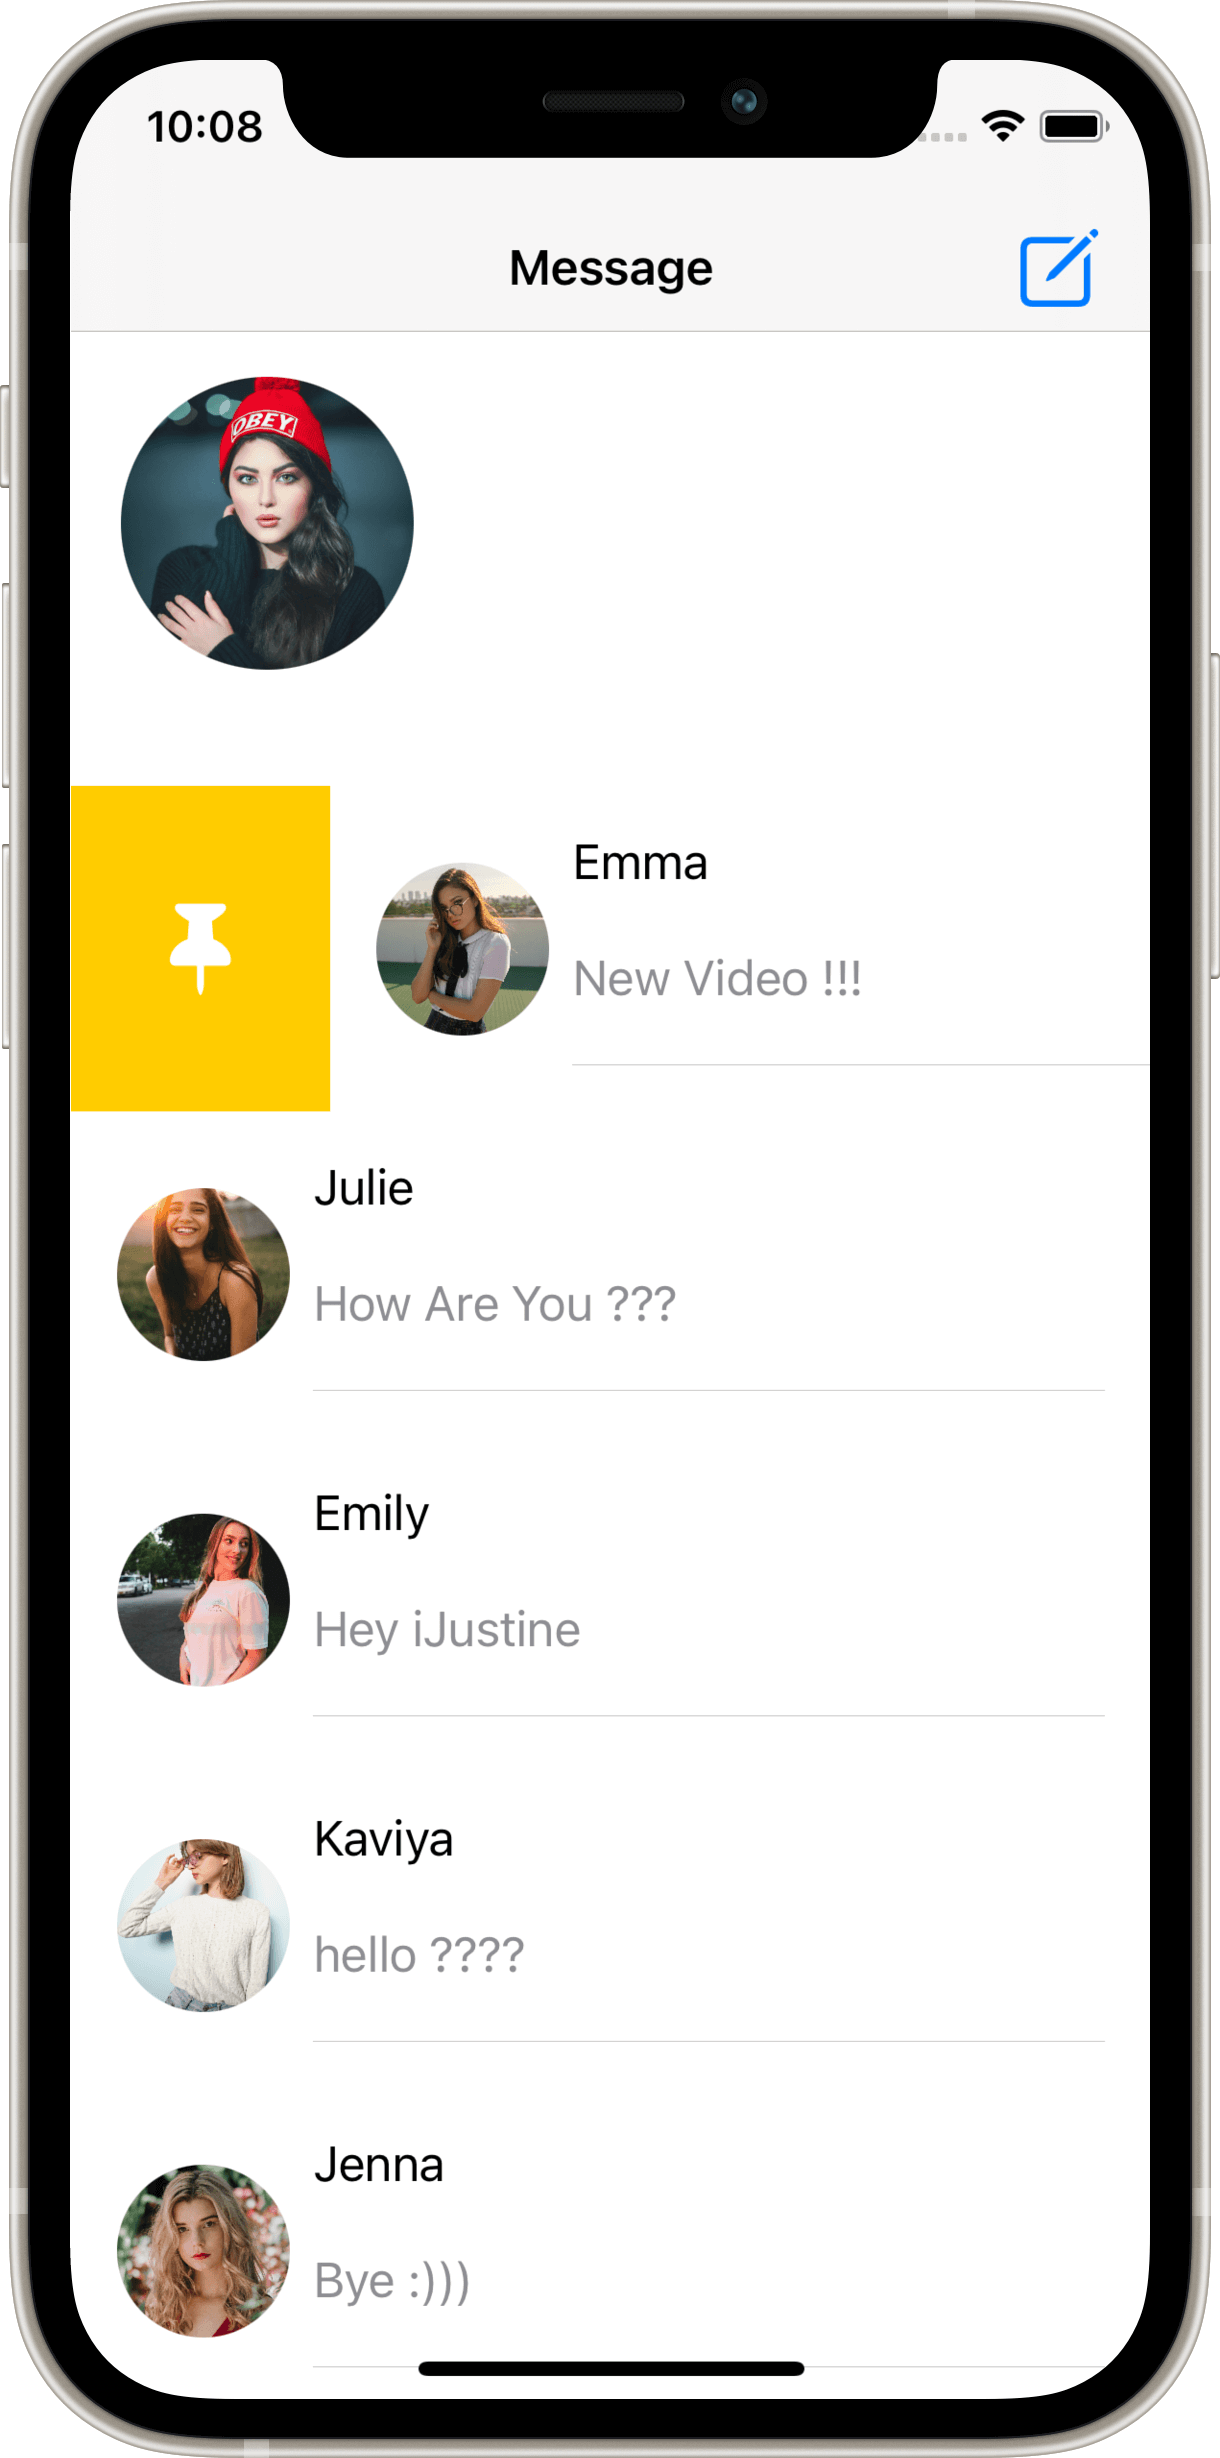 10:08
Message
OBEY
Emma
New Video !!!
Julie
How Are You ???
Emily
Hey iJustine
Kaviya
hello ????
Jenna
Bye :)))